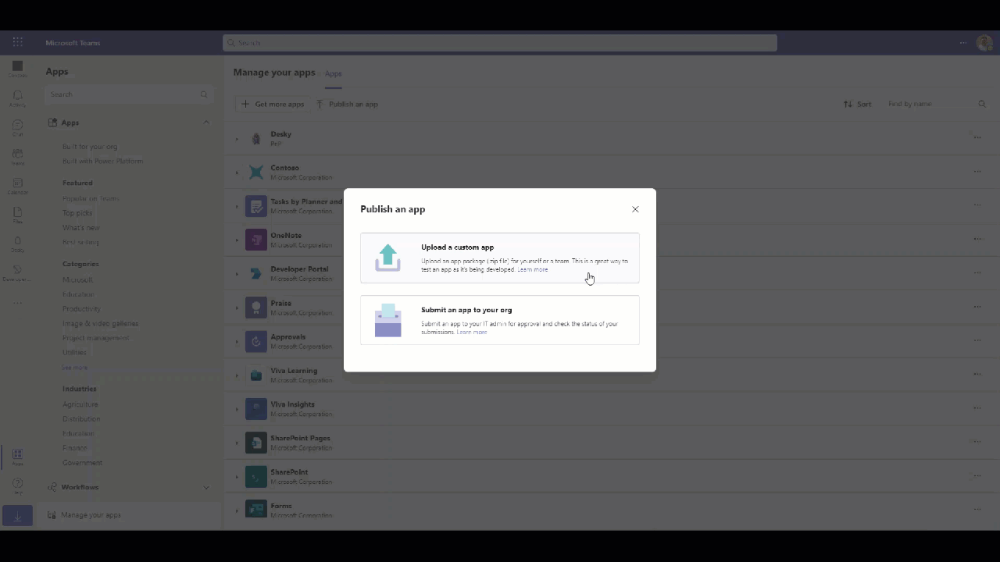 Microsoft Teams
Search
Apps
Search
Apps
Built for your org
Built with Power Platform
Featured
Popular on Teams
Top picks
What's new
Best selling
Categories
Microsoft
Education
Productivity
Image & video galleries
Project management
Utilities
See more
Industries
Agriculture
Distribution
Education
Finance
Government
Workflows
Manage your apps
Chat
Teams
Calendar
Files
Apps
Help
Manage your apps Apps
Get more apps Publish an app
Sort Find by name
Desky
PnP
Contoso
Microsoft Corporation
Tasks by Planner and
Microsoft Corporation
OneNote
Microsoft Corporation
Developer Portal
Microsoft Corporation
Praise
Microsoft Corporation
Approvals
Microsoft Corporation
Viva Learning
Microsoft Corporation
Viva Insights
Microsoft Corporation
SharePoint Pages
Microsoft Corporation
SharePoint
Microsoft Corporation
Forms
Microsoft Corporation
Publish an app
Upload a custom app
Upload an app package (.zip file) for yourself or a team. This is a great way to
test an app as it's being developed. Learn more
Submit an app to your org
Submit an app to your IT admin for approval and check the status of your
submissions. Learn more